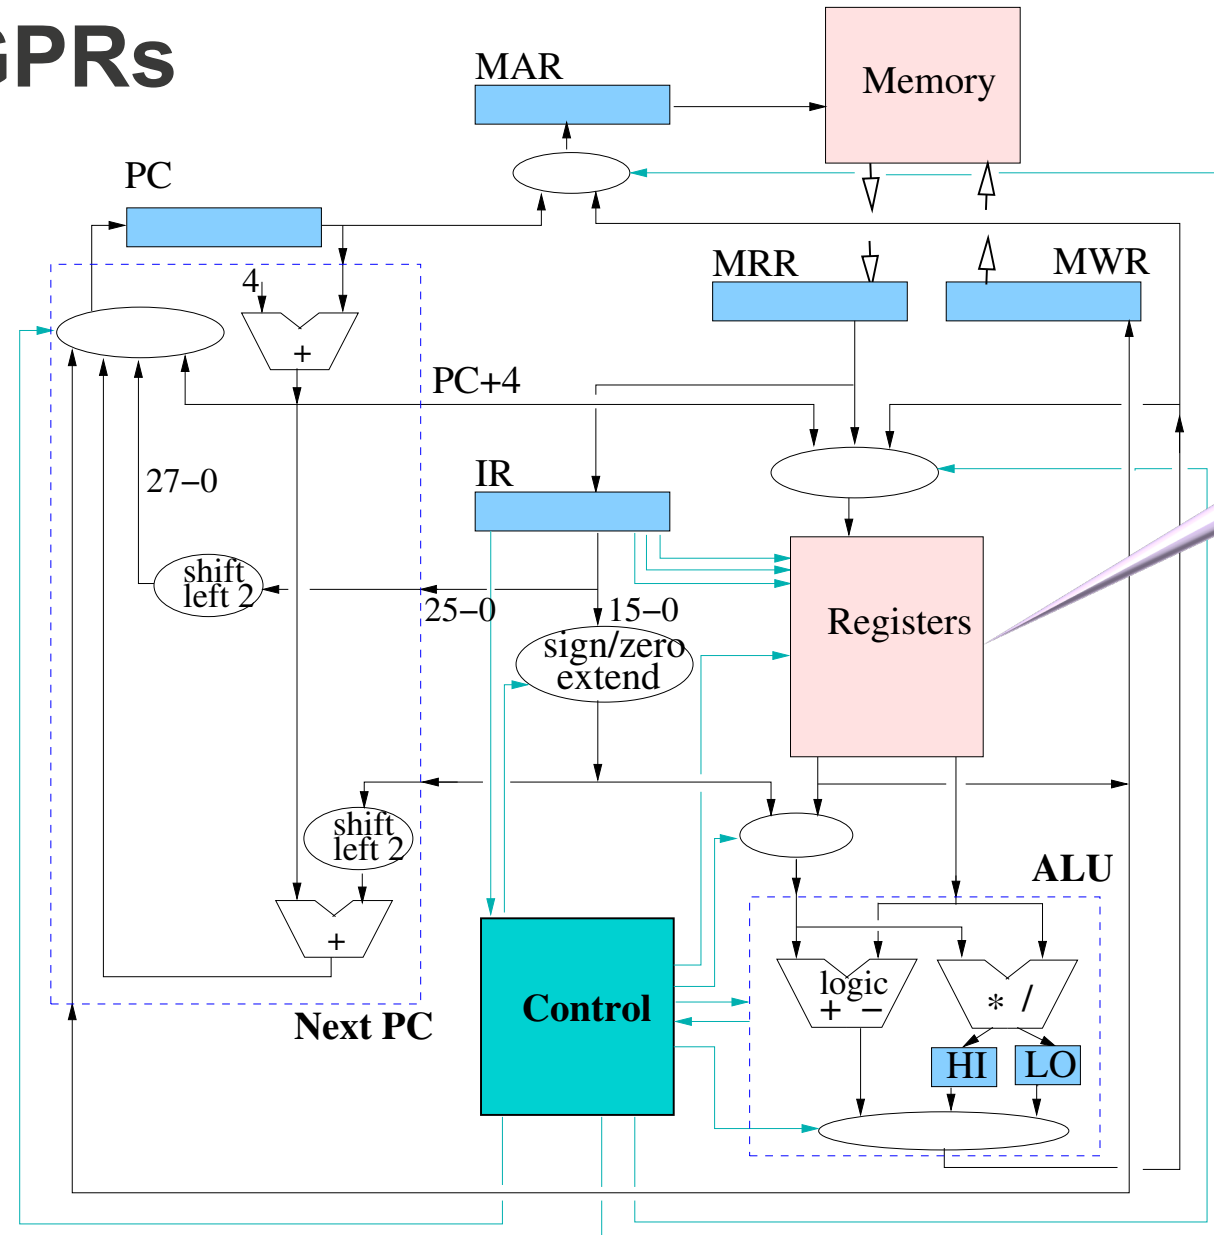 GPRs
MAR
Memory
PC
MRR
MWR
4
+
PC+4
27−0
IR
shift
left 2
25−0
15−0
sign/zero
extend
Registers
shift
left 2
ALU
+
Control
logic
+ −
* /
Next PC
HI
LO